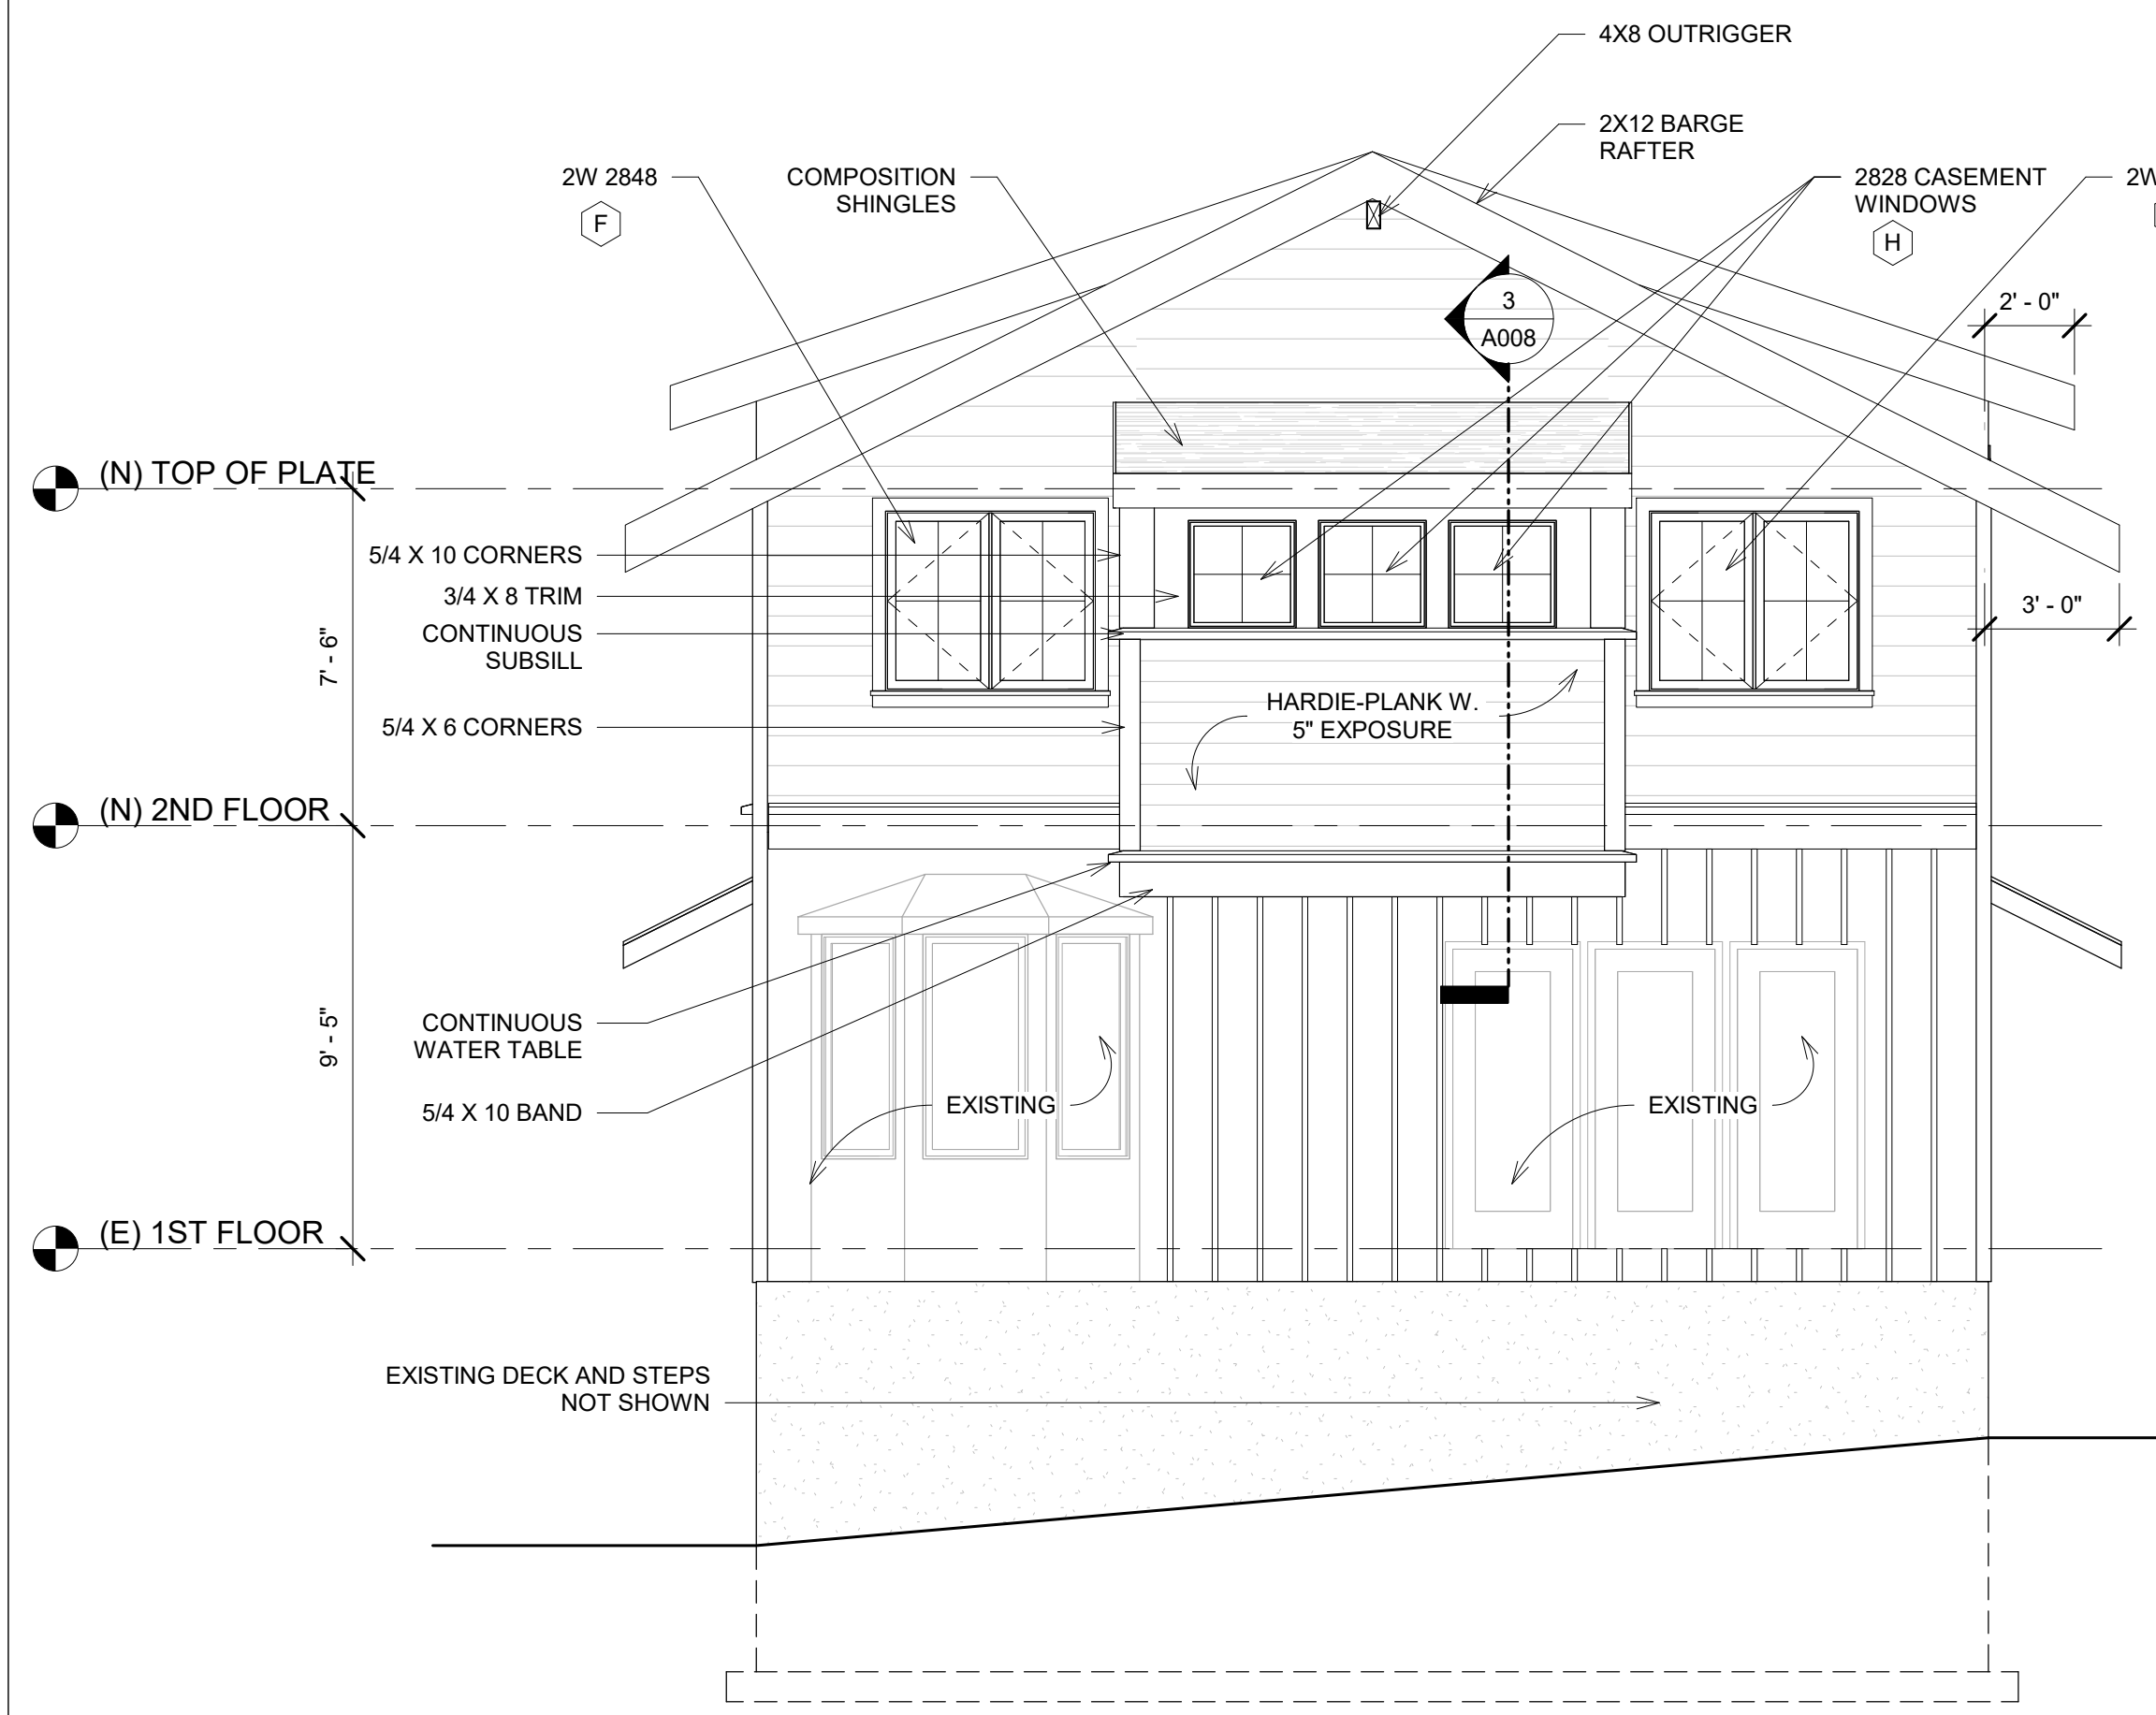 4X8 OUTRIGGER
2X12 BARGE
RAFTER
2W 2848
F
COMPOSITION
SHINGLES
2828 CASEMENT
WINDOWS
H
3
A008
2' - 0"
(N) TOP OF PLATE
5/4 X 10 CORNERS
3/4 X 8 TRIM
CONTINUOUS
SUBSILL
3' - 0"
7' - 6"
5/4 X 6 CORNERS
HARDIE-PLANK W.
5" EXPOSURE
(N) 2ND FLOOR
9' - 5"
CONTINUOUS
WATER TABLE
5/4 X 10 BAND
EXISTING
EXISTING
(E) 1ST FLOOR
EXISTING DECK AND STEPS
NOT SHOWN